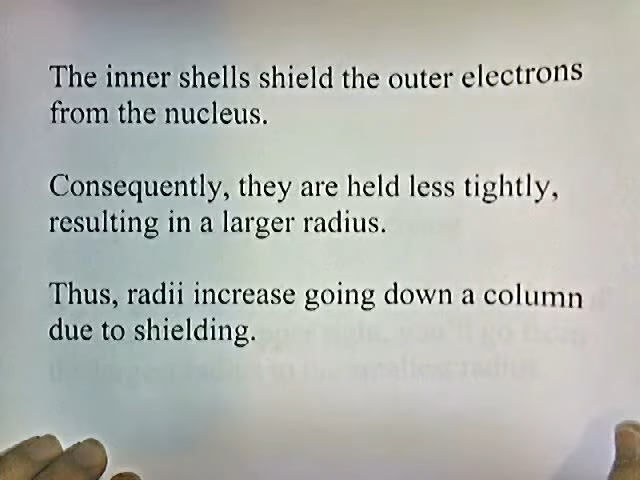 The inner shells shield the outer electrons
from the nucleus.
Consequently, they are held less tightly,
resulting in a larger radius.
Thus, radii increase going down a column
due to shielding.